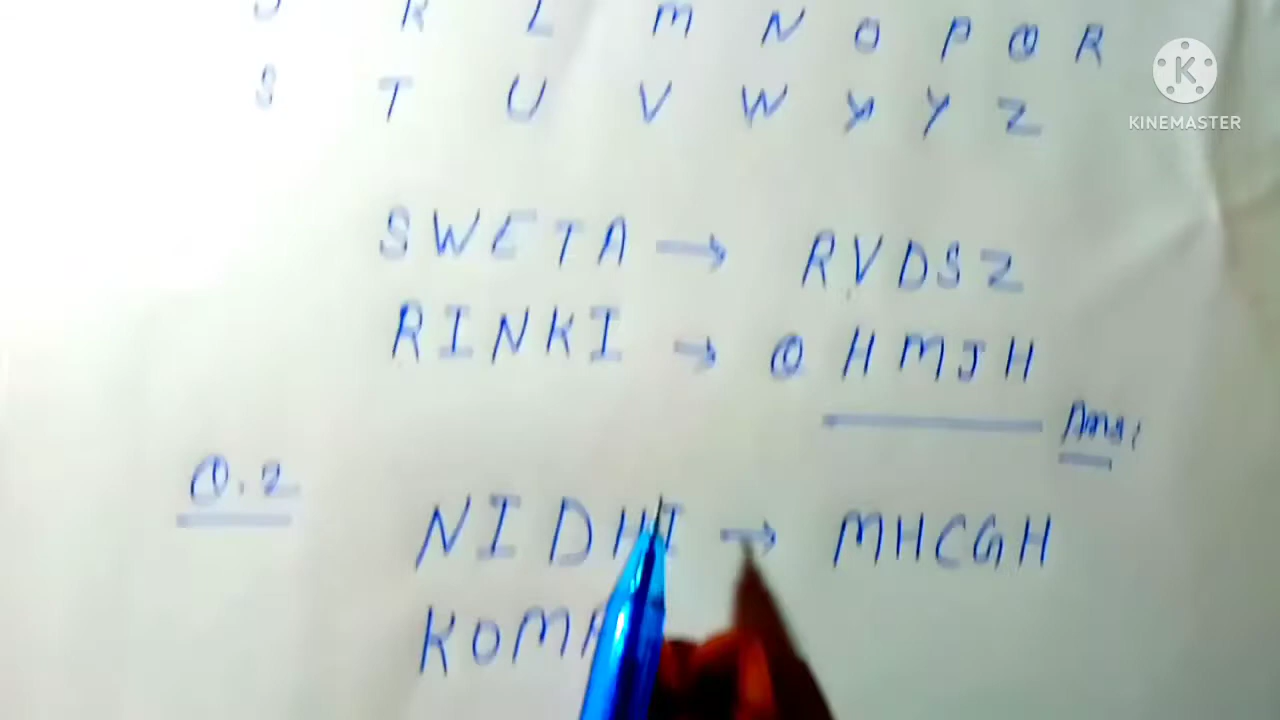 J K L M N O P Q R
S T U V W X Y Z
KINEMASTER
SWETA → RVDSZ
RINKI → QHMJH
Ans:
Q.2
NIDHI → MHCGH